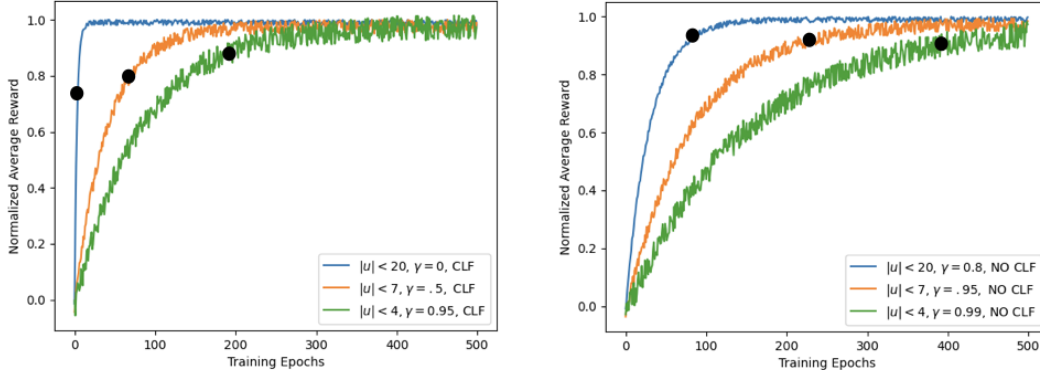 1.0
0.8
0.6
0.4
0.2
0.0
Normalized Average Reward
|u| < 20, γ = 0, CLF
|u| < 7, γ = .5, CLF
|u| < 4, γ = 0.95, CLF
0 100 200 300 400 500
Training Epochs
1.0
0.8
0.6
0.4
0.2
0.0
Normalized Average Reward
|u| < 20, γ = 0.8, NO CLF
|u| < 7, γ = .95, NO CLF
|u| < 4, γ = 0.99, NO CLF
0 100 200 300 400 500
Training Epochs